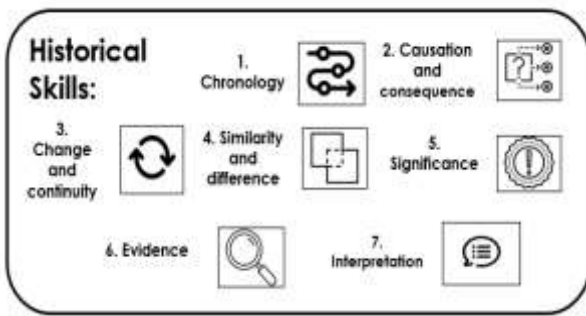 Historical
Skills:
1.
Chronology
2. Causation
and
consequence
3.
Change
and
continuity
4. Similarity
and
difference
5.
Significance
6. Evidence
7.
Interpretation